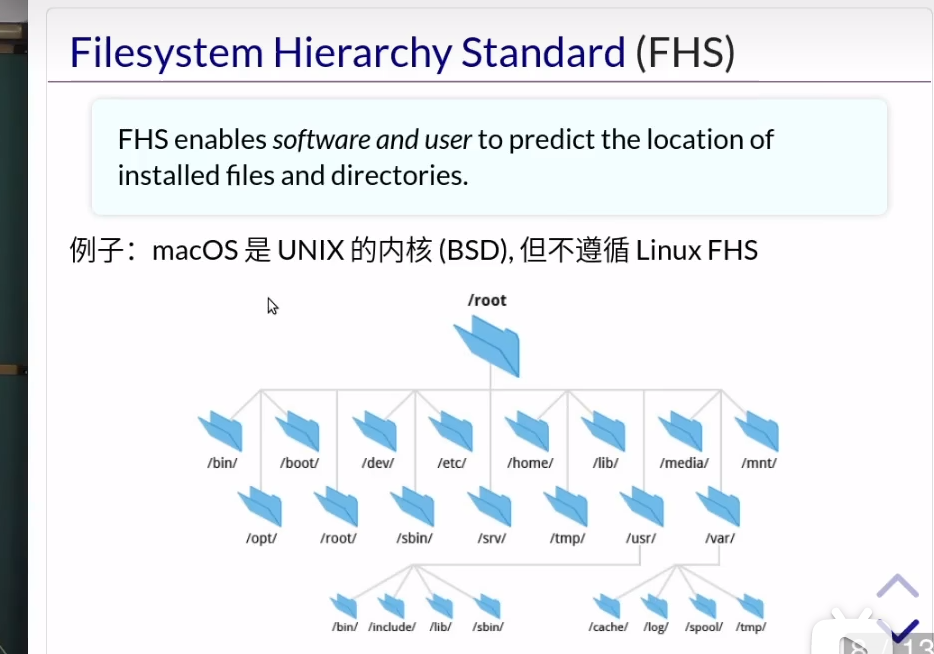 Filesystem Hierarchy Standard (FHS)
FHS enables software and user to predict the location of
installed files and directories.
例子：macOS 是 UNIX 的内核 (BSD), 但不遵循 Linux FHS
/root
/bin/ /boot/ /dev/ /etc/ /home/ /lib/ /media/ /mnt/
/opt/ /root/ /sbin/ /srv/ /tmp/ /usr/ /var/
/bin/ /include/ /lib/ /sbin/ /cache/ /log/ /spool/ /tmp/
8 / 13